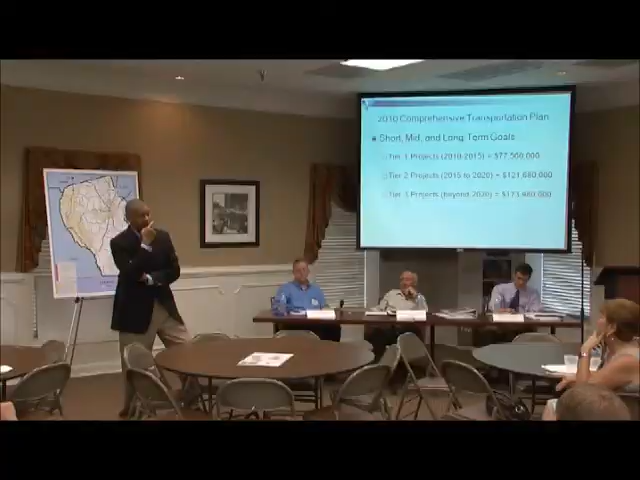 2010 Comprehensive Transportation Plan
Short, Mid, and Long Term Goals
Tier 1 Projects (2010-2015) = $77,560,000
Tier 2 Projects (2015 to 2020) = $121,680,000
Tier 3 Projects (beyond 2020) = $173,480,000